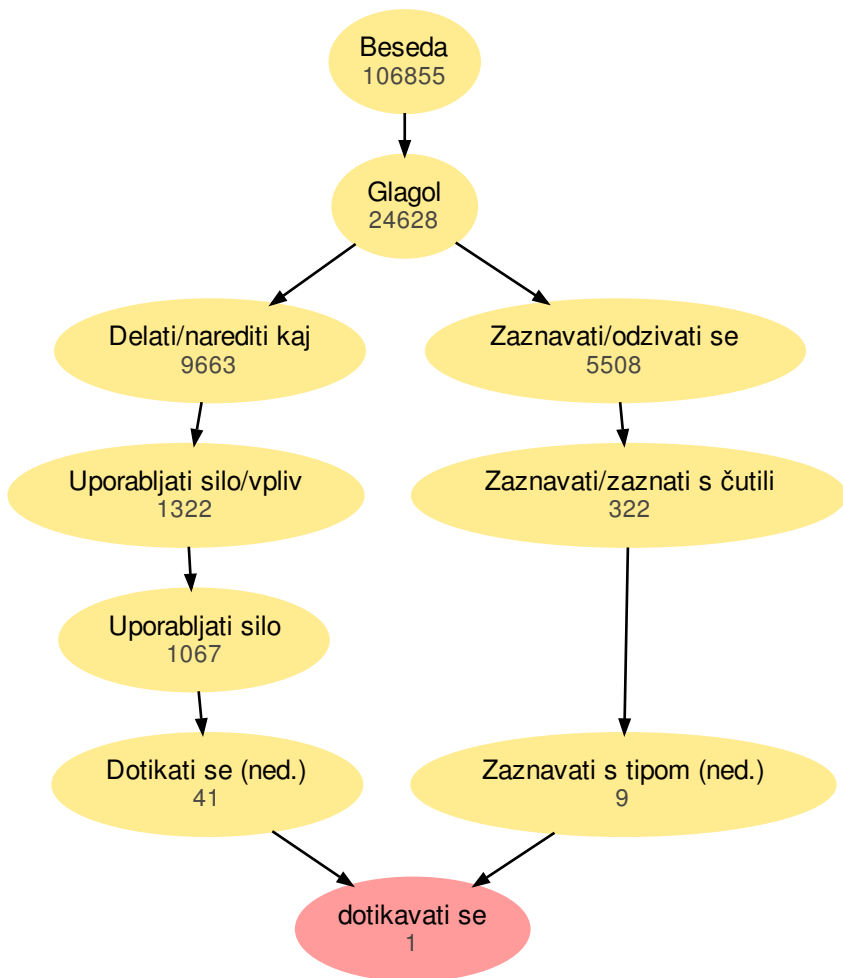 Beseda
106855
Glagol
24628
Delati/narediti kaj
9663
Zaznavati/odzivati se
5508
Uporabljati silo/vpliv
1322
Zaznavati/zaznati s čutili
322
Uporabljati silo
1067
Dotikati se (ned.)
41
Zaznavati s tipom (ned.)
9
dotikavati se
1